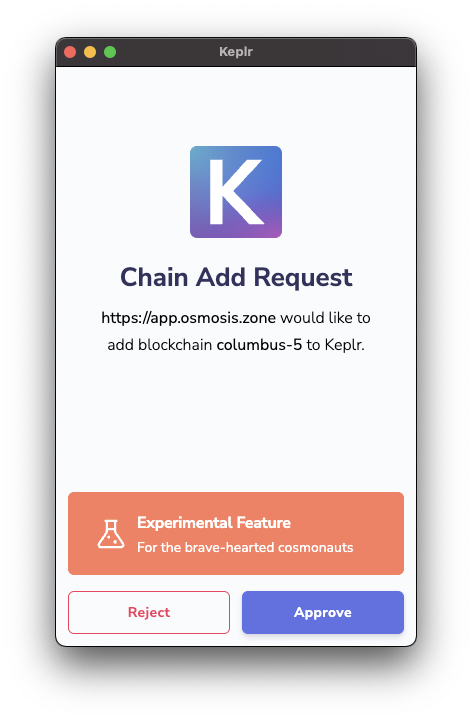 Keplr
K
Chain Add Request
https://app.osmosis.zone would like to
add blockchain columbus-5 to Keplr.
Experimental Feature
For the brave-hearted cosmonauts
Reject
Approve